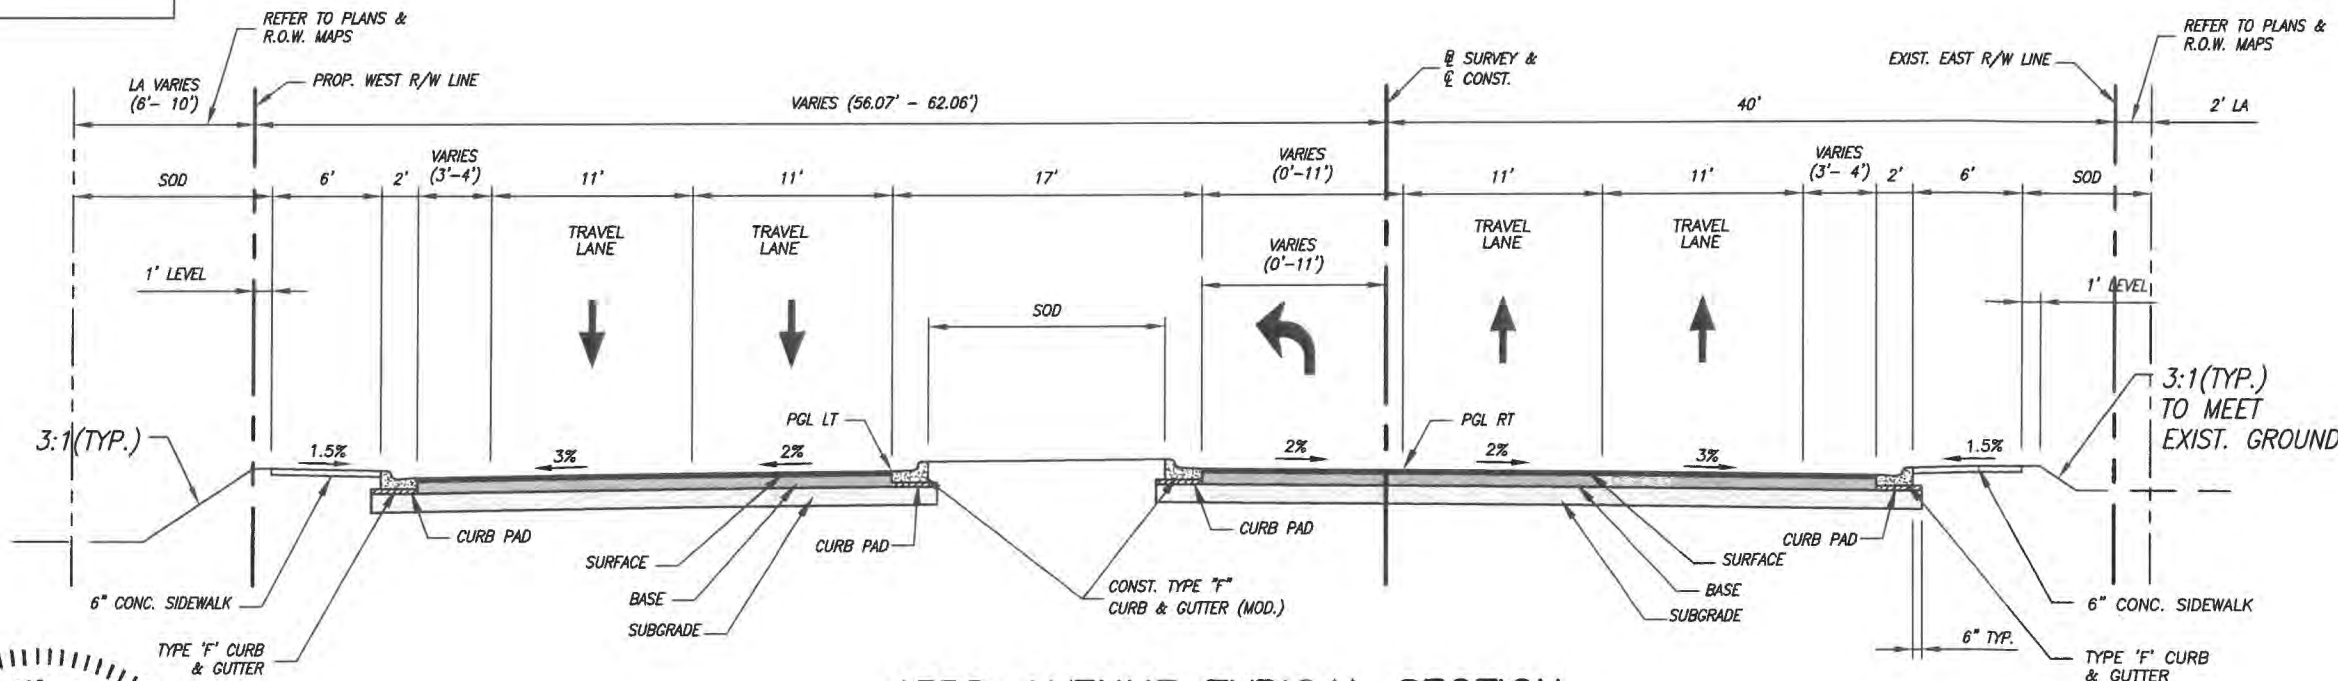 REFER TO PLANS &
R.O.W. MAPS
REFER TO PLANS &
R.O.W. MAPS
LA VARIES
(6'- 10')
PROP. WEST R/W LINE
VARIES (56.07' - 62.06')
SURVEY &
CONST.
40'
EXIST. EAST R/W LINE
2' LA
SOD
6'
2'
VARIES
(3'-4')
11'
11'
17'
VARIES
(0'-11')
11'
11'
VARIES
(3'- 4')
2'
6'
SOD
1' LEVEL
TRAVEL
LANE
TRAVEL
LANE
SOD
VARIES
(0'-11')
TRAVEL
LANE
TRAVEL
LANE
1' LEVEL
3:1(TYP.)
1.5%
3%
2%
PGL LT
2%
PGL RT
2%
3%
1.5%
3:1(TYP.)
TO MEET
EXIST. GROUND
6" CONC. SIDEWALK
TYPE 'F' CURB
& GUTTER
CURB PAD
SURFACE
BASE
SUBGRADE
CURB PAD
CONST. TYPE "F"
CURB & GUTTER (MOD.)
CURB PAD
CURB PAD
SURFACE
BASE
SUBGRADE
6" TYP.
6" CONC. SIDEWALK
TYPE 'F' CURB
& GUTTER